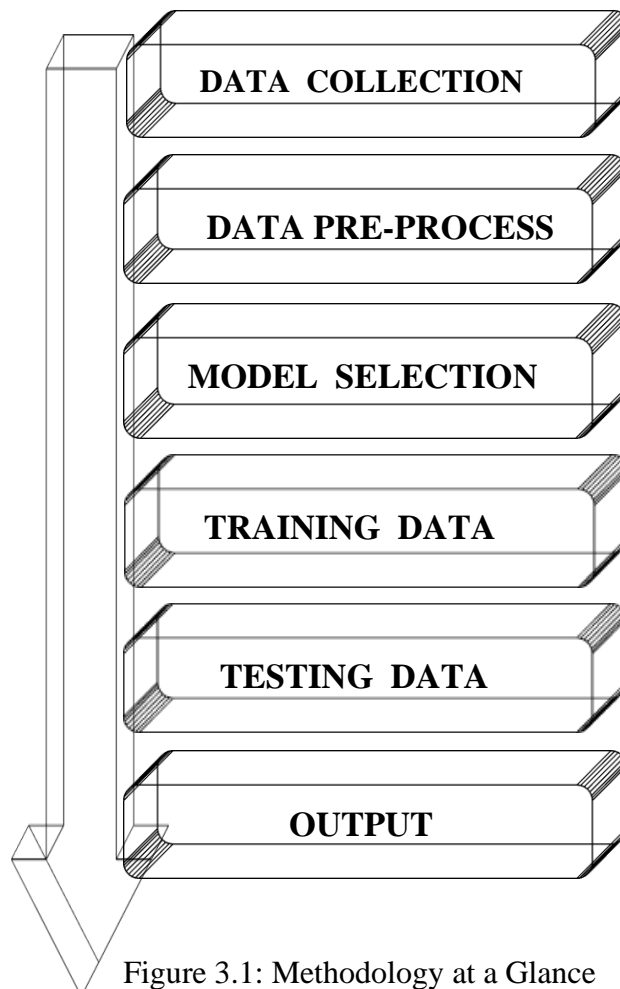 DATA COLLECTION
DATA PRE-PROCESS
MODEL SELECTION
TRAINING DATA
TESTING DATA
OUTPUT
Figure 3.1: Methodology at a Glance